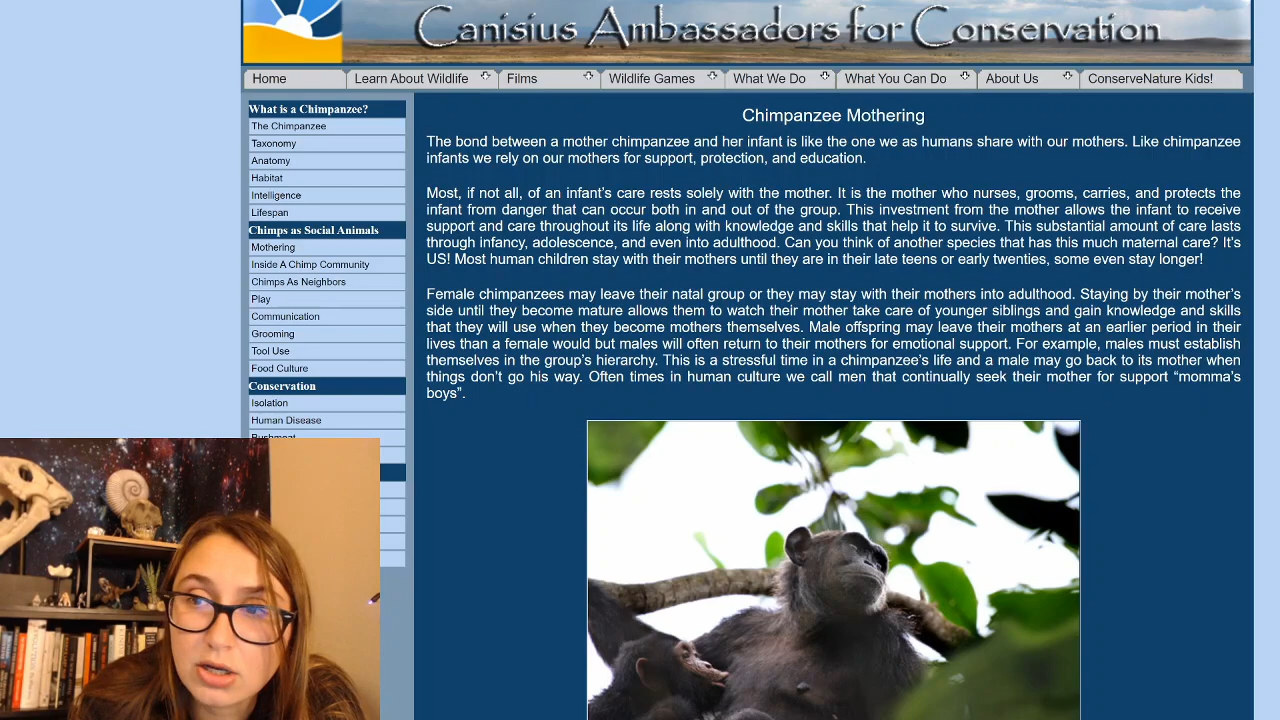 Canisius Ambassadors for Conservation
Home
Learn About Wildlife
Films
Wildlife Games
What We Do
What You Can Do
About Us
ConserveNature Kids!
What is a Chimpanzee?
The Chimpanzee
Taxonomy
Anatomy
Habitat
Intelligence
Lifespan
Chimps as Social Animals
Mothering
Inside A Chimp Community
Chimps As Neighbors
Play
Communication
Grooming
Tool Use
Food Culture
Conservation
Isolation
Human Disease
Bushmeat
Chimpanzee Mothering
The bond between a mother chimpanzee and her infant is like the one we as humans share with our mothers. Like chimpanzee
infants we rely on our mothers for support, protection, and education.
Most, if not all, of an infant’s care rests solely with the mother. It is the mother who nurses, grooms, carries, and protects the
infant from danger that can occur both in and out of the group. This investment from the mother allows the infant to receive
support and care throughout its life along with knowledge and skills that help it to survive. This substantial amount of care lasts
through infancy, adolescence, and even into adulthood. Can you think of another species that has this much maternal care? It’s
US! Most human children stay with their mothers until they are in their late teens or early twenties, some even stay longer!
Female chimpanzees may leave their natal group or they may stay with their mothers into adulthood. Staying by their mother’s
side until they become mature allows them to watch their mother take care of younger siblings and gain knowledge and skills
that they will use when they become mothers themselves. Male offspring may leave their mothers at an earlier period in their
lives than a female would but males will often return to their mothers for emotional support. For example, males must establish
themselves in the group’s hierarchy. This is a stressful time in a chimpanzee’s life and a male may go back to its mother when
things don’t go his way. Often times in human culture we call men that continually seek their mother for support “momma’s
boys”.